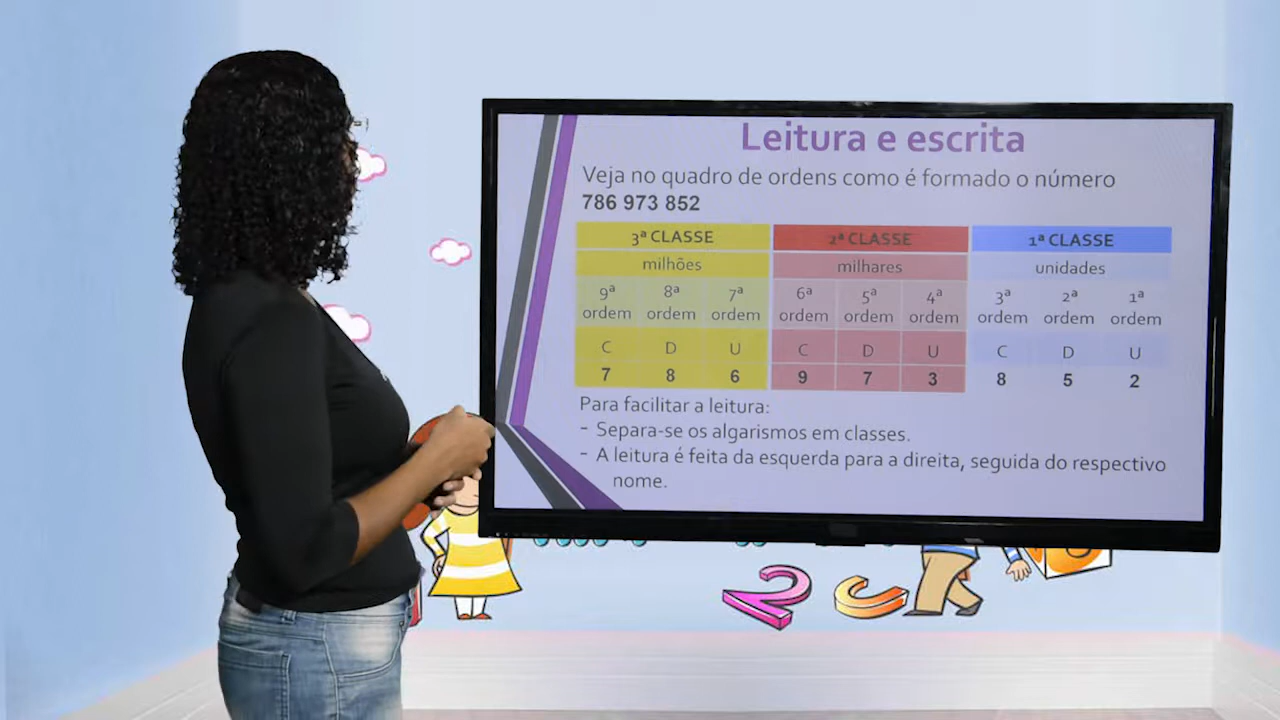 Leitura e escrita
Veja no quadro de ordens como é formado o número
786 973 852
3ª CLASSE 2ª CLASSE 1ª CLASSE
milhões milhares unidades
9ª 8ª 7ª 6ª 5ª 4ª 3ª 2ª 1ª
ordem ordem ordem ordem ordem ordem ordem ordem ordem
C D U C D U C D U
7 8 6 9 7 3 8 5 2
Para facilitar a leitura:
- Separa-se os algarismos em classes.
- A leitura é feita da esquerda para a direita, seguida do respectivo
nome.